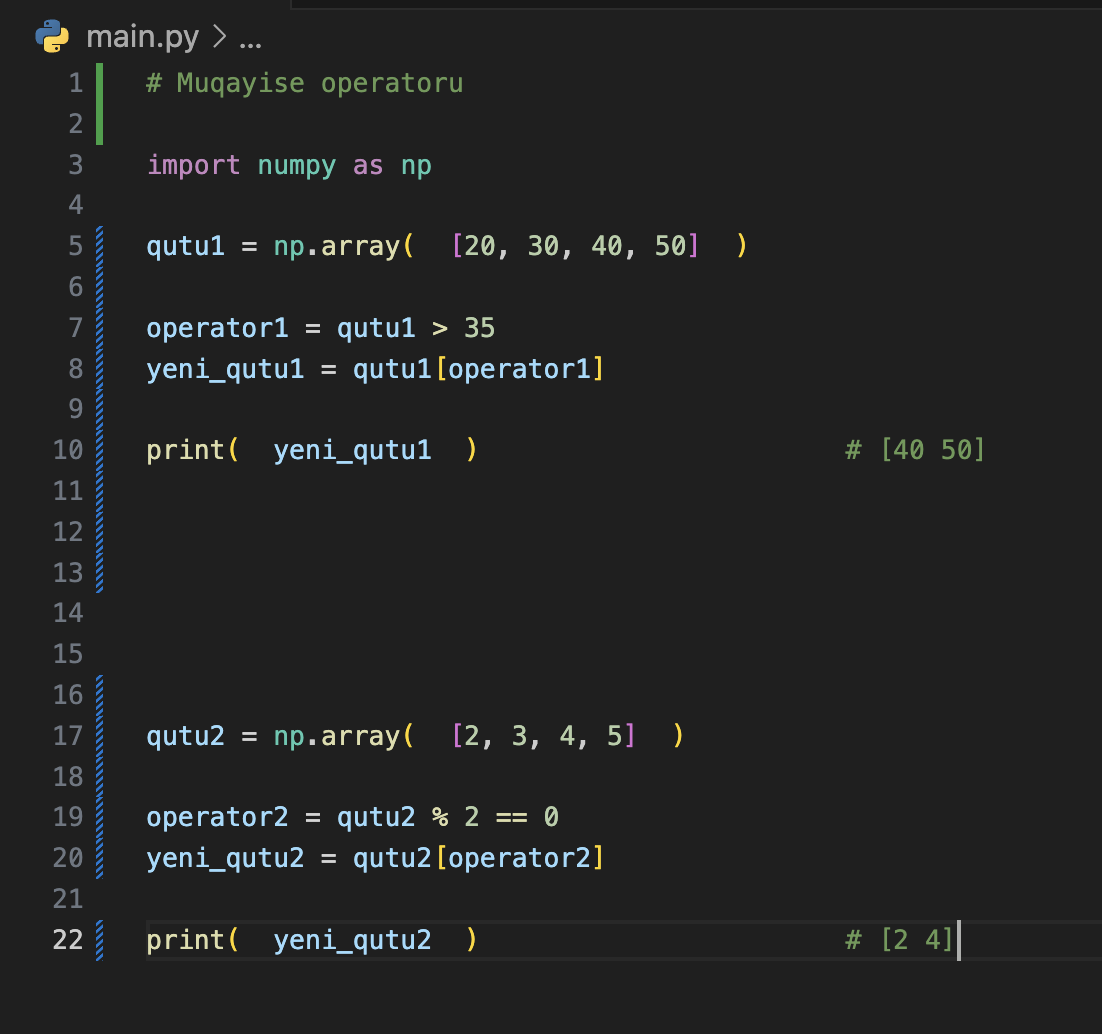 main.py > ...
1 # Muqayise operatoru
2
3 import numpy as np
4
5 qutu1 = np.array(  [20, 30, 40, 50]  )
6
7 operator1 = qutu1 > 35
8 yeni_qutu1 = qutu1[operator1]
9
10 print(  yeni_qutu1  ) # [40 50]
11
12
13
14
15
16
17 qutu2 = np.array(  [2, 3, 4, 5]  )
18
19 operator2 = qutu2 % 2 == 0
20 yeni_qutu2 = qutu2[operator2]
21
22 print(  yeni_qutu2  ) # [2 4]